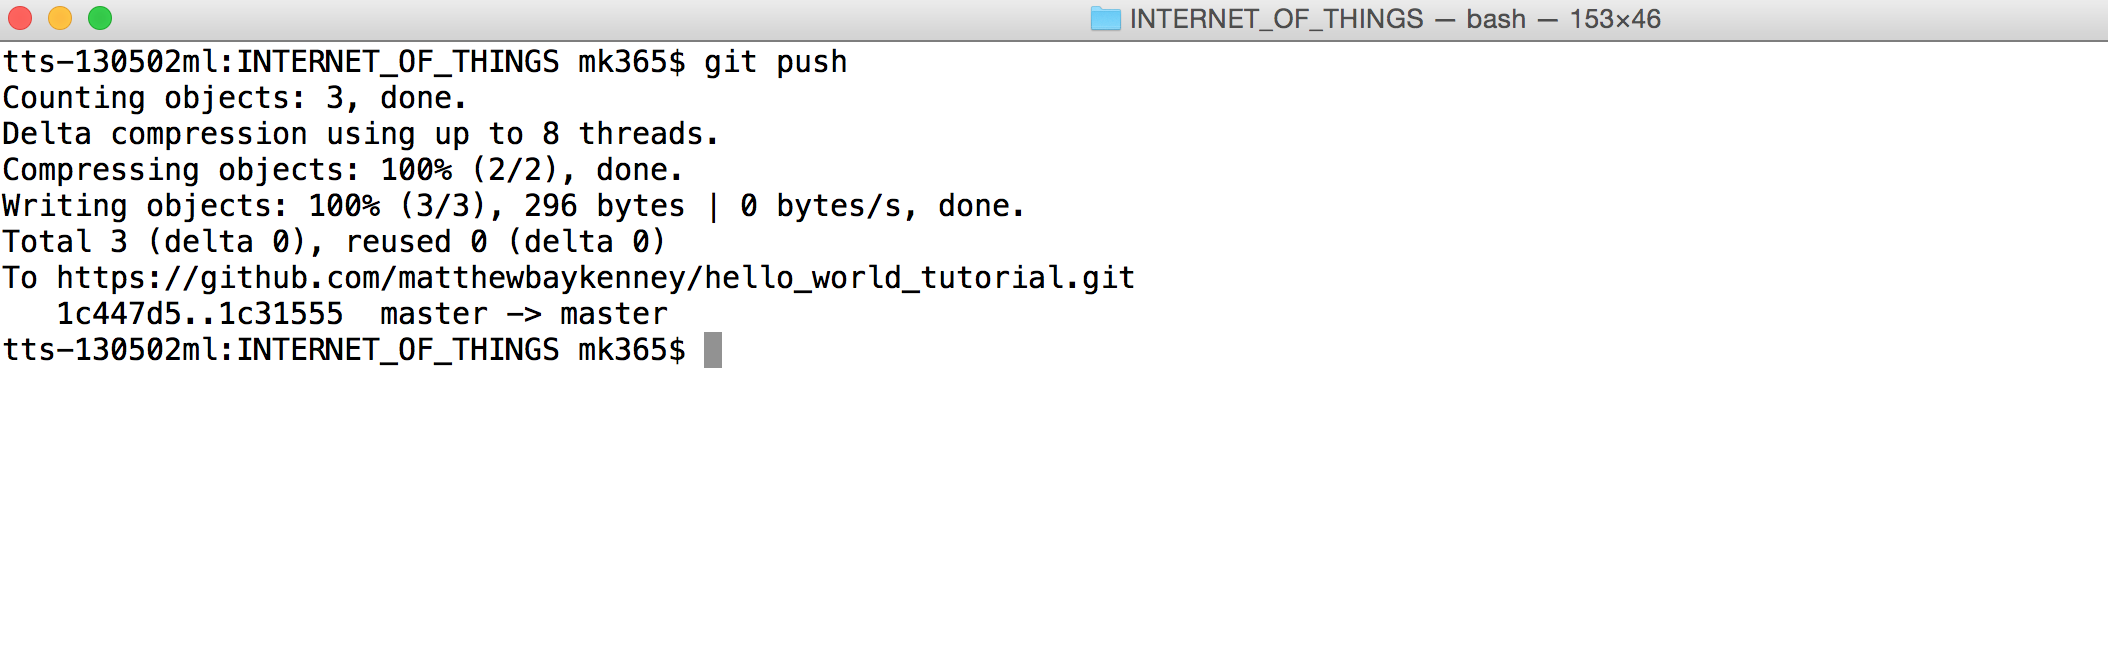 INTERNET_OF_THINGS — bash — 153×46
tts-130502ml:INTERNET_OF_THINGS mk365$ git push
Counting objects: 3, done.
Delta compression using up to 8 threads.
Compressing objects: 100% (2/2), done.
Writing objects: 100% (3/3), 296 bytes | 0 bytes/s, done.
Total 3 (delta 0), reused 0 (delta 0)
To https://github.com/matthewbaykenney/hello_world_tutorial.git
   1c447d5..1c31555  master -> master
tts-130502ml:INTERNET_OF_THINGS mk365$